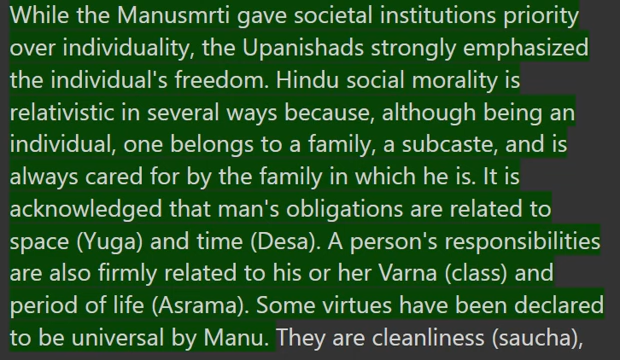 While the Manusmrti gave societal institutions priority
over individuality, the Upanishads strongly emphasized
the individual's freedom. Hindu social morality is
relativistic in several ways because, although being an
individual, one belongs to a family, a subcaste, and is
always cared for by the family in which he is. It is
acknowledged that man's obligations are related to
space (Yuga) and time (Desa). A person's responsibilities
are also firmly related to his or her Varna (class) and
period of life (Asrama). Some virtues have been declared
to be universal by Manu. They are cleanliness (saucha),